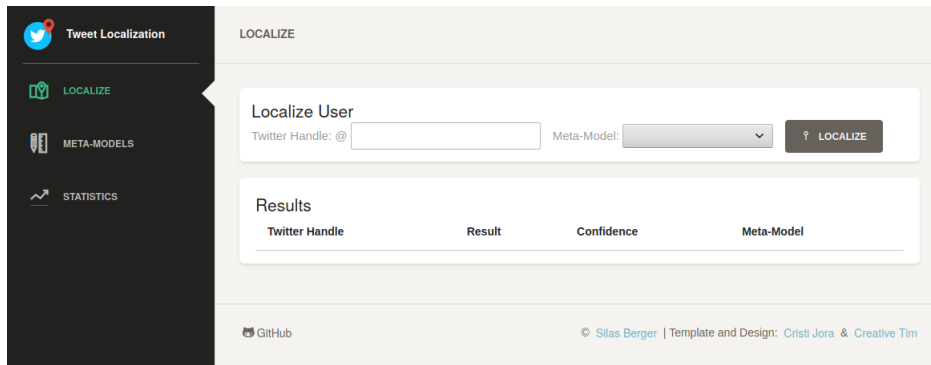 Tweet Localization
LOCALIZE
META-MODELS
STATISTICS
LOCALIZE
Localize User
Twitter Handle: @ Meta-Model: LOCALIZE
Results
Twitter Handle Result Confidence Meta-Model
GitHub © Silas Berger | Template and Design: Cristi Jora & Creative Tim